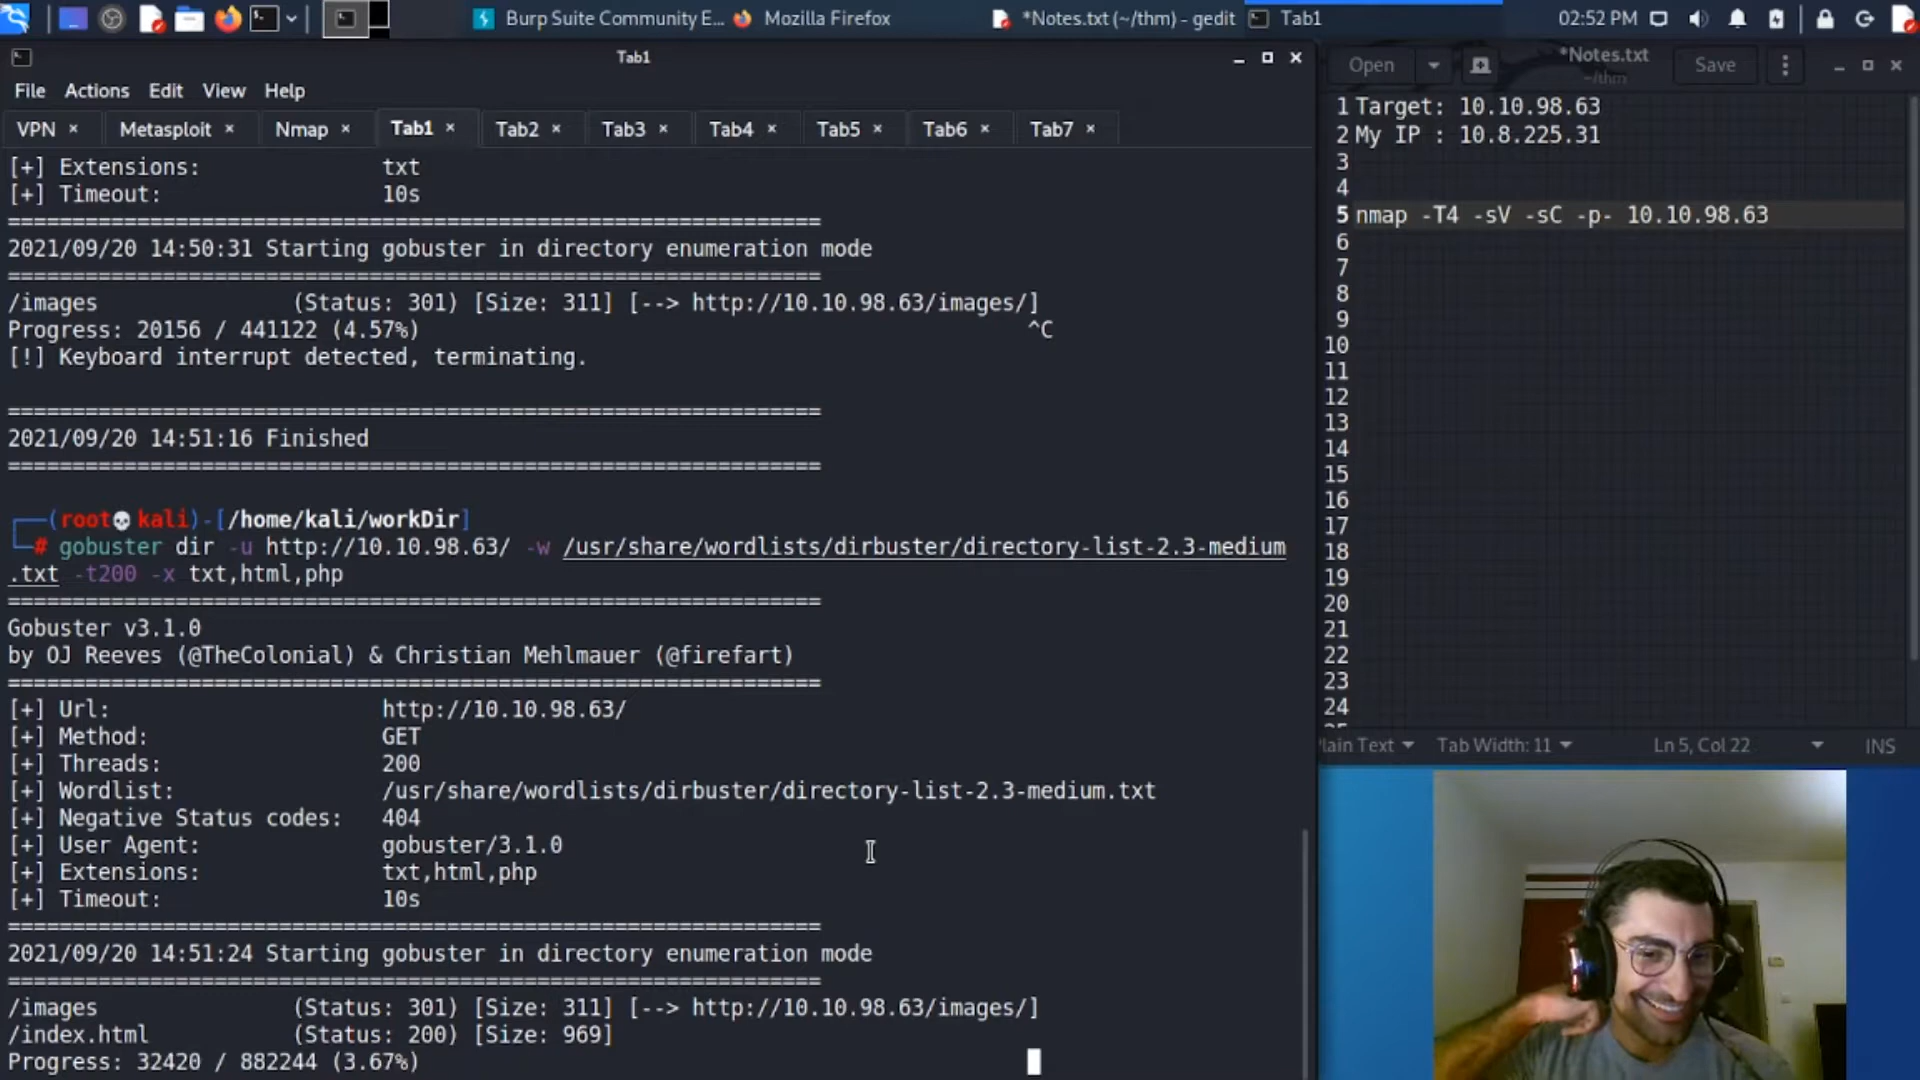 Burp Suite Community E...
Mozilla Firefox
*Notes.txt (~/thm) - gedit
Tab1
02:52 PM
Tab1
File Actions Edit View Help
VPN × Metasploit × Nmap × Tab1 × Tab2 × Tab3 × Tab4 × Tab5 × Tab6 × Tab7 ×
[+] Extensions: txt
[+] Timeout: 10s
===============================================================
2021/09/20 14:50:31 Starting gobuster in directory enumeration mode
===============================================================
/images (Status: 301) [Size: 311] [--> http://10.10.98.63/images/]
Progress: 20156 / 441122 (4.57%) ^C
[!] Keyboard interrupt detected, terminating.
===============================================================
2021/09/20 14:51:16 Finished
===============================================================
(root💀kali)-[/home/kali/workDir]
# gobuster dir -u http://10.10.98.63/ -w /usr/share/wordlists/dirbuster/directory-list-2.3-medium
.txt -t200 -x txt,html,php
===============================================================
Gobuster v3.1.0
by OJ Reeves (@TheColonial) & Christian Mehlmauer (@firefart)
===============================================================
[+] Url: http://10.10.98.63/
[+] Method: GET
[+] Threads: 200
[+] Wordlist: /usr/share/wordlists/dirbuster/directory-list-2.3-medium.txt
[+] Negative Status codes: 404
[+] User Agent: gobuster/3.1.0
[+] Extensions: txt,html,php
[+] Timeout: 10s
===============================================================
2021/09/20 14:51:24 Starting gobuster in directory enumeration mode
===============================================================
/images (Status: 301) [Size: 311] [--> http://10.10.98.63/images/]
/index.html (Status: 200) [Size: 969]
Progress: 32420 / 882244 (3.67%)
Open
*Notes.txt
~/thm
Save
1 Target: 10.10.98.63
2 My IP : 10.8.225.31
3
4
5 nmap -T4 -sV -sC -p- 10.10.98.63
6
7
8
9
10
11
12
13
14
15
16
17
18
19
20
21
22
23
24
lain Text Tab Width: 11 Ln 5, Col 22 INS